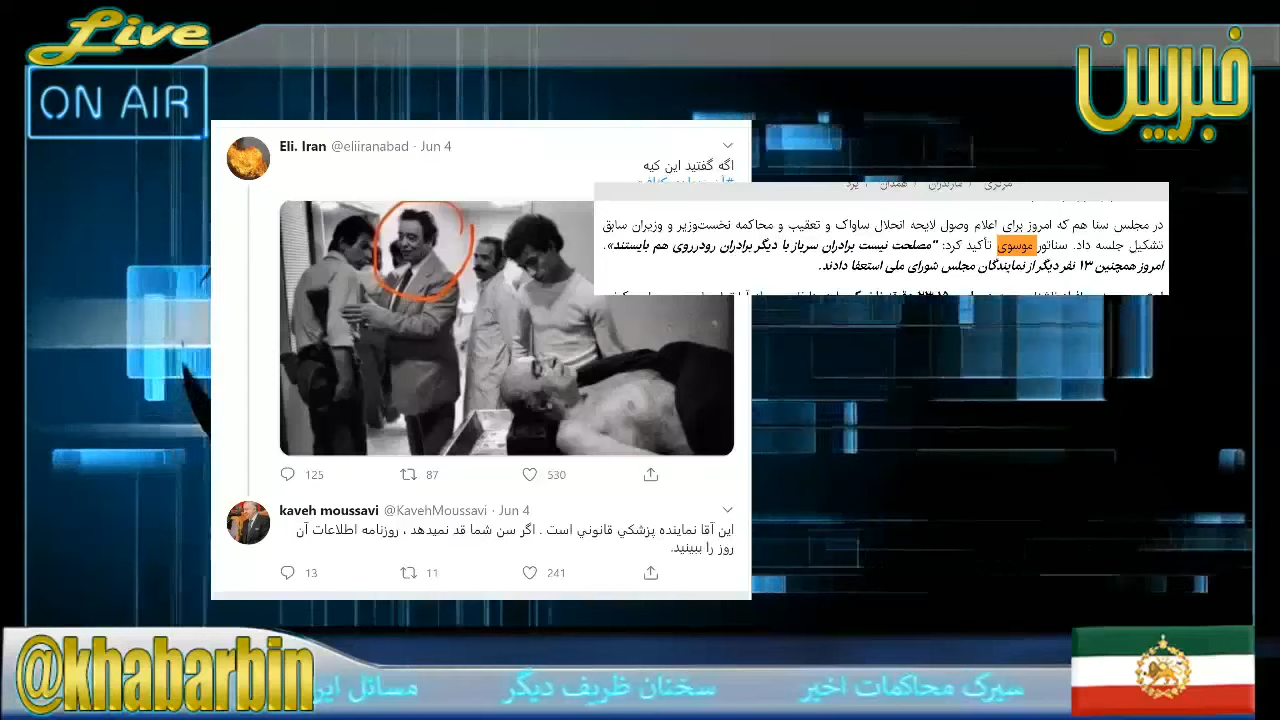 Live
ON AIR
خبربین
Eli. Iran @eliiranabad · Jun 4
اگه گفتید این کیه
125 87 530
kaveh moussavi @KavehMoussavi · Jun 4
این آقا نماینده پزشكي قانوني است . اگر سن شما قد نميدهد ، روزنامه اطلاعات آن
روز را ببينيد.
13 11 241
مرکزی / مازندران / همدان / یزد
در مجلس سنا هم که امروز برای اعلام وصول لایحه انحلال ساواک و تعقیب و محاکمه نخست‌وزیر و وزیران سابق
تشکیل جلسه داد. سناتور موسوی تأکید کرد: "مصلحت نیست برادران سرباز با دیگر برادران رودرروی هم بایستند».
امروز همچنین ۱۳ نفر دیگر از نمایندگان مجلس شورای ملی استعفا دادند.
@khabarbin
سیرک محاکمات اخیر سخنان ظریف دیگر مسائل